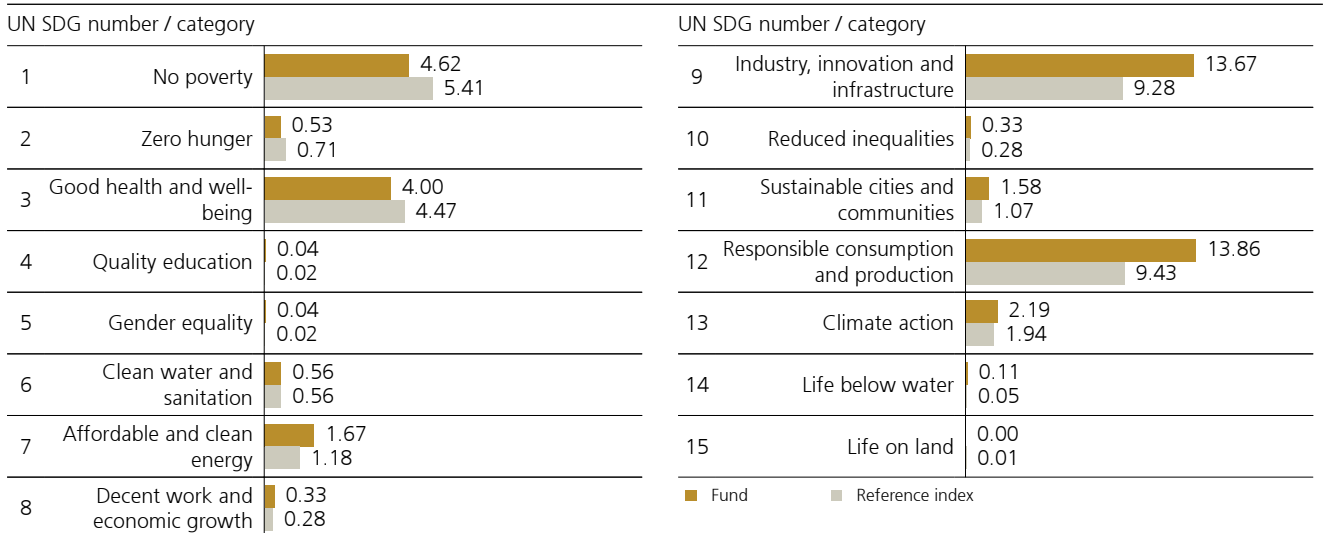 UN SDG number / category
1
No poverty
4.62
5.41
2
Zero hunger
0.53
0.71
3
Good health and well-
being
4.00
4.47
4
Quality education
0.04
0.02
5
Gender equality
0.04
0.02
6
Clean water and
sanitation
0.56
0.56
7
Affordable and clean
energy
1.67
1.18
8
Decent work and
economic growth
0.33
0.28
UN SDG number / category
9
Industry, innovation and
infrastructure
13.67
9.28
10
Reduced inequalities
0.33
0.28
11
Sustainable cities and
communities
1.58
1.07
12
Responsible consumption
and production
13.86
9.43
13
Climate action
2.19
1.94
14
Life below water
0.11
0.05
15
Life on land
0.00
0.01
Fund
Reference index